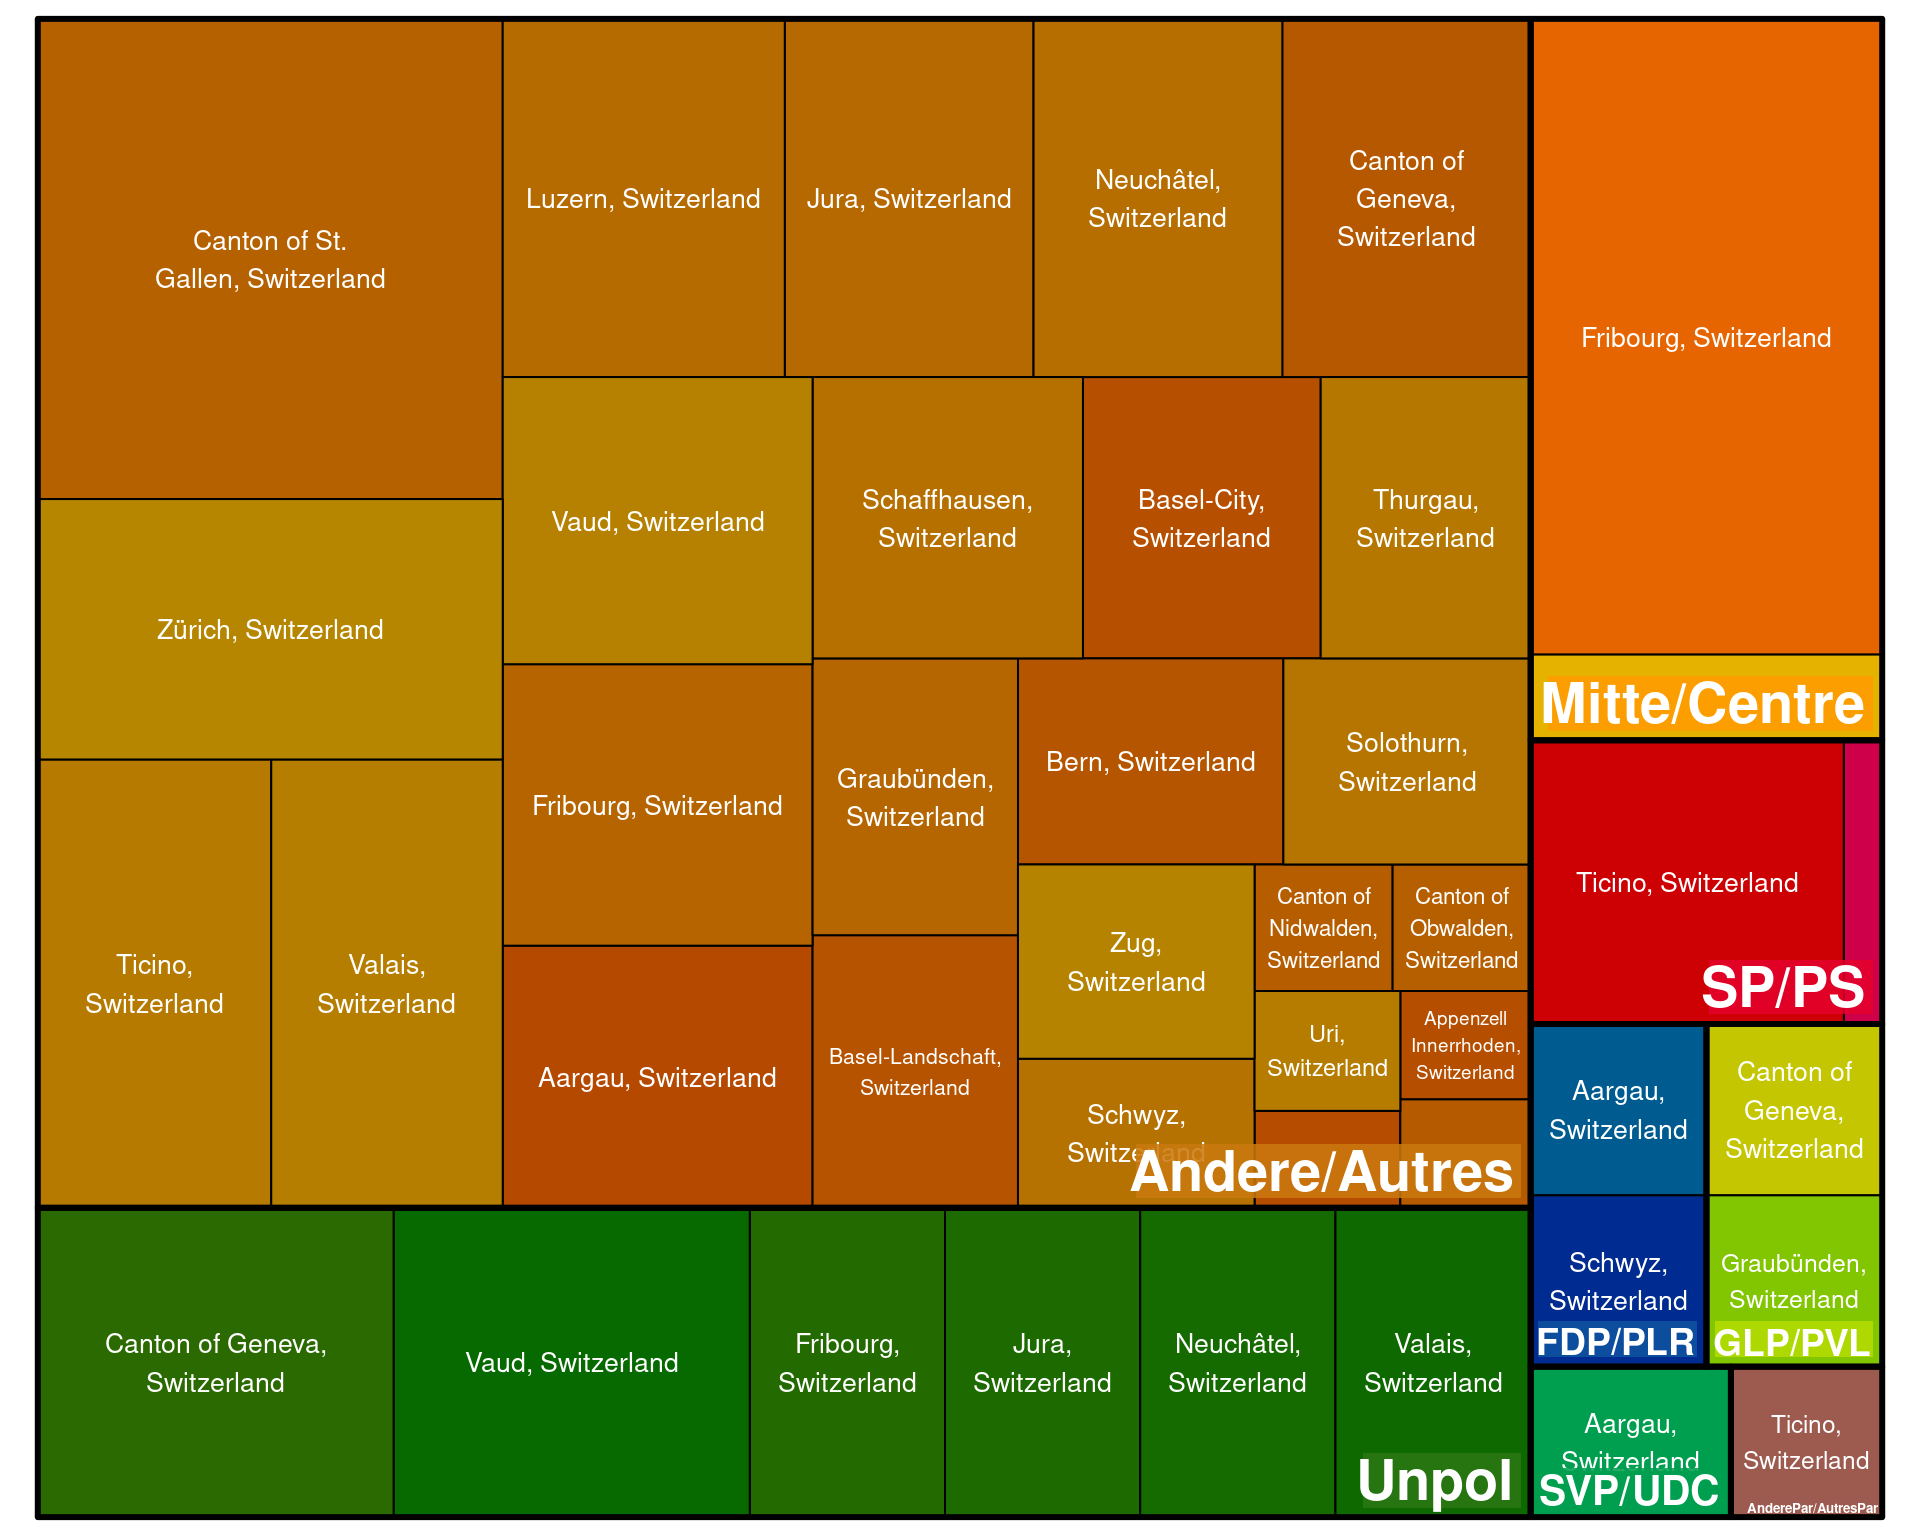 Canton of St.
Gallen, Switzerland
Luzern, Switzerland
Jura, Switzerland
Neuchâtel,
Switzerland
Canton of
Geneva,
Switzerland
Fribourg, Switzerland
Zürich, Switzerland
Vaud, Switzerland
Schaffhausen,
Switzerland
Basel-City,
Switzerland
Thurgau,
Switzerland
Mitte/Centre
Ticino,
Switzerland
Valais,
Switzerland
Fribourg, Switzerland
Graubünden,
Switzerland
Bern, Switzerland
Solothurn,
Switzerland
Ticino, Switzerland
SP/PS
Aargau, Switzerland
Basel-Landschaft,
Switzerland
Zug,
Switzerland
Canton of
Nidwalden,
Switzerland
Canton of
Obwalden,
Switzerland
Uri,
Switzerland
Appenzell
Innerrhoden,
Switzerland
Schwyz,
Switzerland
Andere/Autres
Aargau,
Switzerland
Canton of
Geneva,
Switzerland
Schwyz,
Switzerland
FDP/PLR
Graubünden,
Switzerland
GLP/PVL
Canton of Geneva,
Switzerland
Vaud, Switzerland
Fribourg,
Switzerland
Jura,
Switzerland
Neuchâtel,
Switzerland
Valais,
Switzerland
Unpol
Aargau,
Switzerland
SVP/UDC
Ticino,
Switzerland
AnderePar/AutresPar